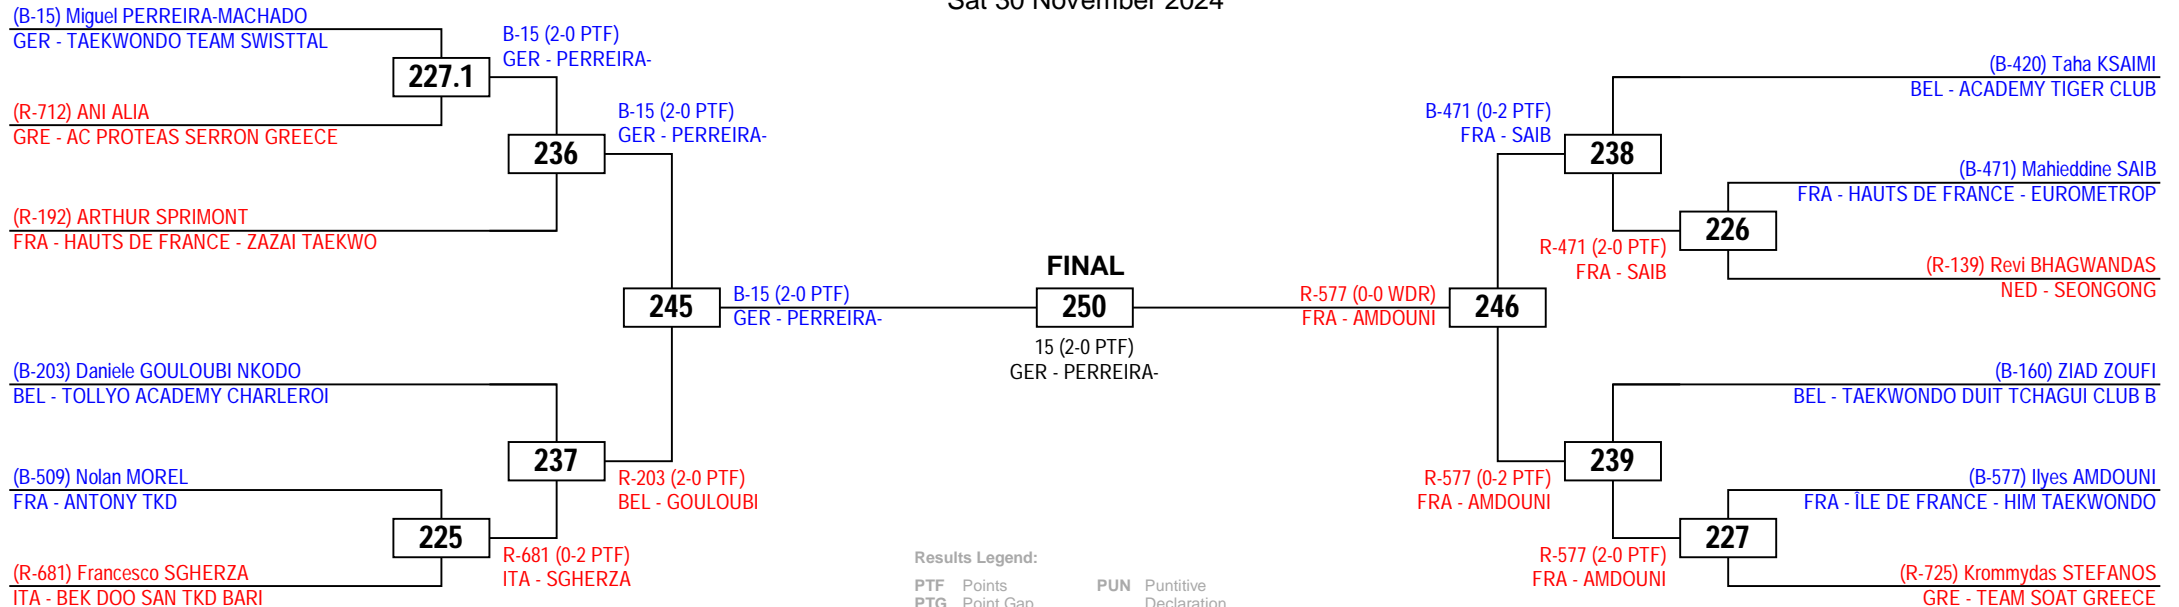 Sat 30 November 2024
(B-15) Miguel PERREIRA-MACHADO
GER - TAEKWONDO TEAM SWISTTAL
227.1
(R-712) ANI ALIA
GRE - AC PROTEAS SERRON GREECE
B-15 (2-0 PTF)
GER - PERREIRA-
236
(R-192) ARTHUR SPRIMONT
FRA - HAUTS DE FRANCE - ZAZAI TAEKWO
B-15 (2-0 PTF)
GER - PERREIRA-
245
B-15 (2-0 PTF)
GER - PERREIRA-
(B-203) Daniele GOULOUBI NKODO
BEL - TOLLYO ACADEMY CHARLEROI
237
R-203 (2-0 PTF)
BEL - GOULOUBI
(B-509) Nolan MOREL
FRA - ANTONY TKD
225
R-681 (0-2 PTF)
ITA - SGHERZA
(R-681) Francesco SGHERZA
ITA - BEK DOO SAN TKD BARI
FINAL
250
15 (2-0 PTF)
GER - PERREIRA-
(B-420) Taha KSAIMI
BEL - ACADEMY TIGER CLUB
B-471 (0-2 PTF)
FRA - SAIB
238
(B-471) Mahieddine SAIB
FRA - HAUTS DE FRANCE - EUROMETROP
226
R-471 (2-0 PTF)
FRA - SAIB
(R-139) Revi BHAGWANDAS
NED - SEONGONG
R-577 (0-0 WDR)
FRA - AMDOUNI
246
(B-160) ZIAD ZOUFI
BEL - TAEKWONDO DUIT TCHAGUI CLUB B
239
R-577 (0-2 PTF)
FRA - AMDOUNI
(B-577) Ilyes AMDOUNI
FRA - ÎLE DE FRANCE - HIM TAEKWONDO
227
R-577 (2-0 PTF)
FRA - AMDOUNI
(R-725) Krommydas STEFANOS
GRE - TEAM SOAT GREECE
Results Legend:
PTF Points
PUN Puntitive
PTG Point Gap
Declaration